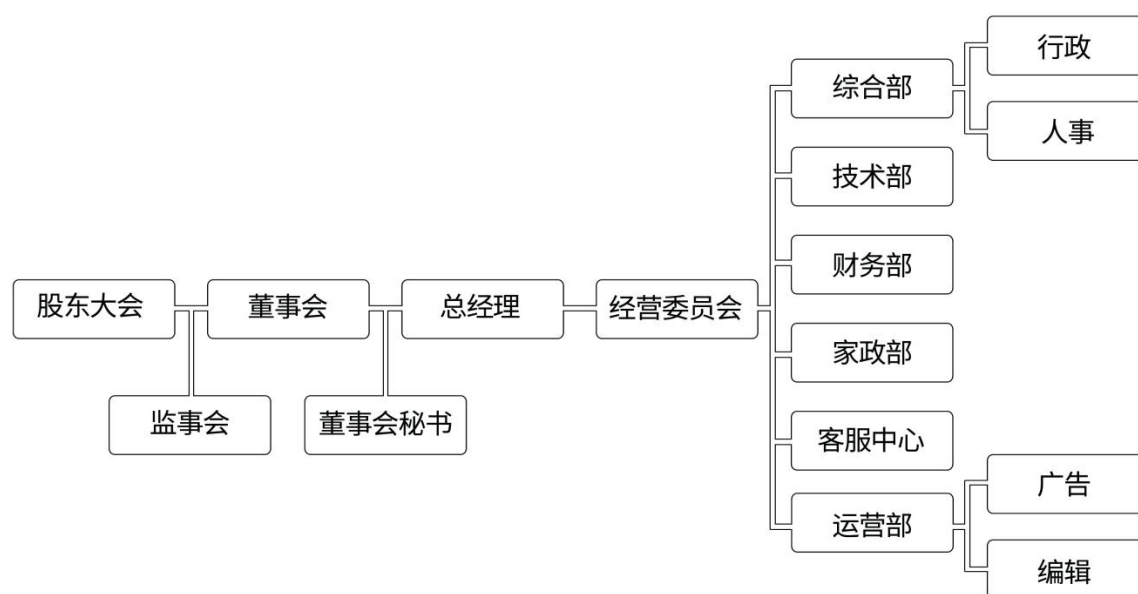 行政
综合部
人事
技术部
财务部
股东大会
董事会
总经理
经营委员会
家政部
监事会
董事会秘书
客服中心
广告
运营部
编辑